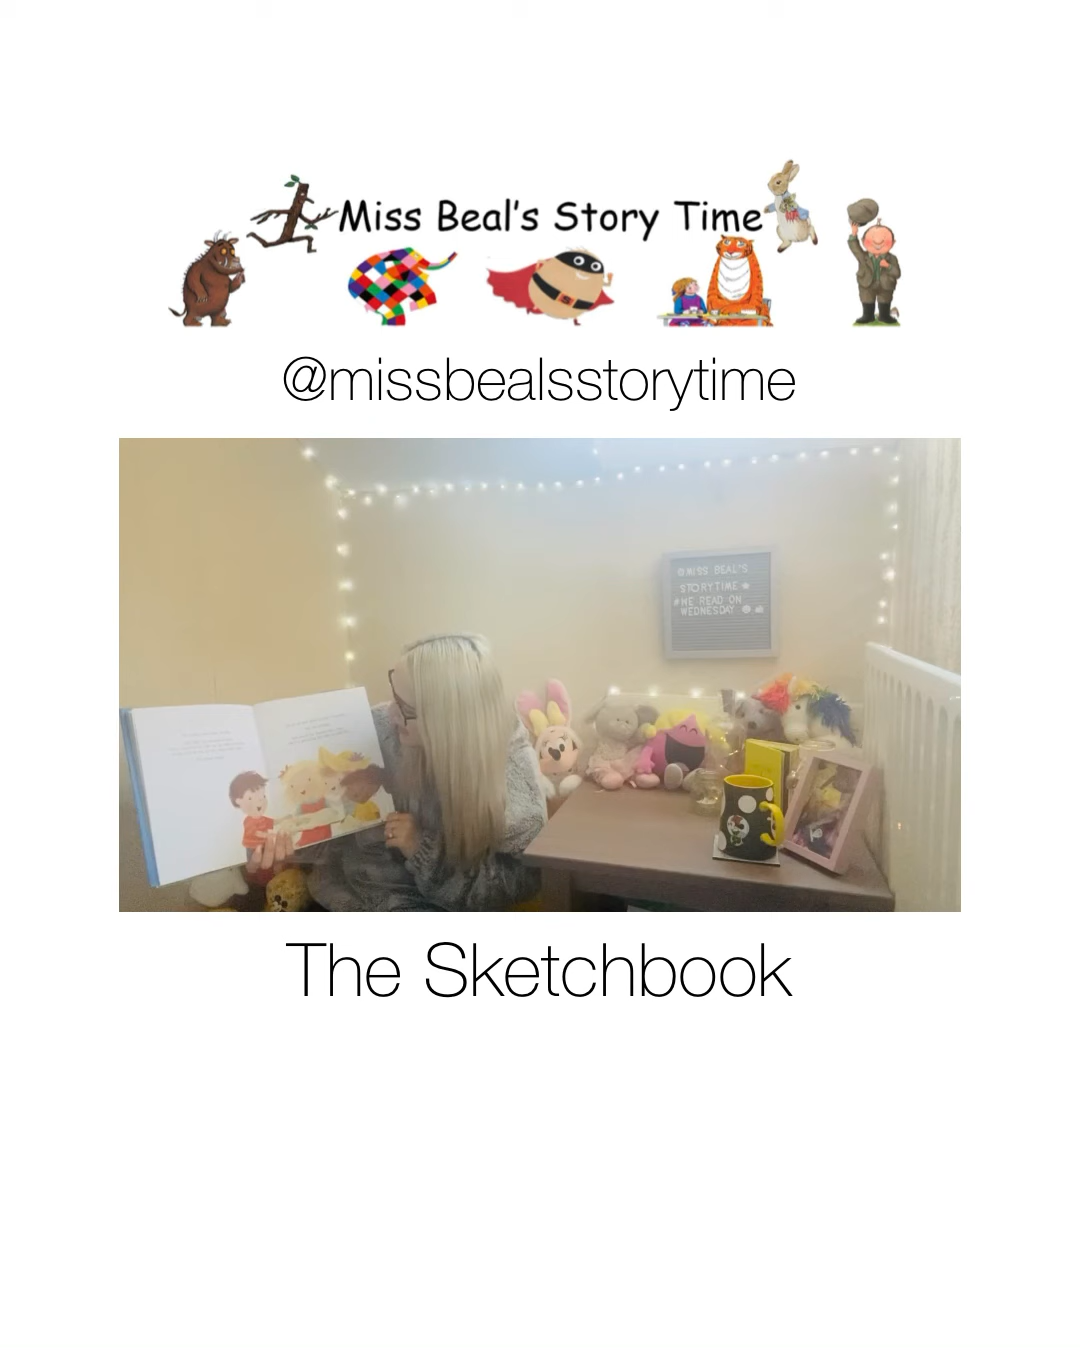 Miss Beal's Story Time
@missbealsstorytime
@MISS BEAL'S
STORYTIME
#WE READ ON
WEDNESDAY
The Sketchbook